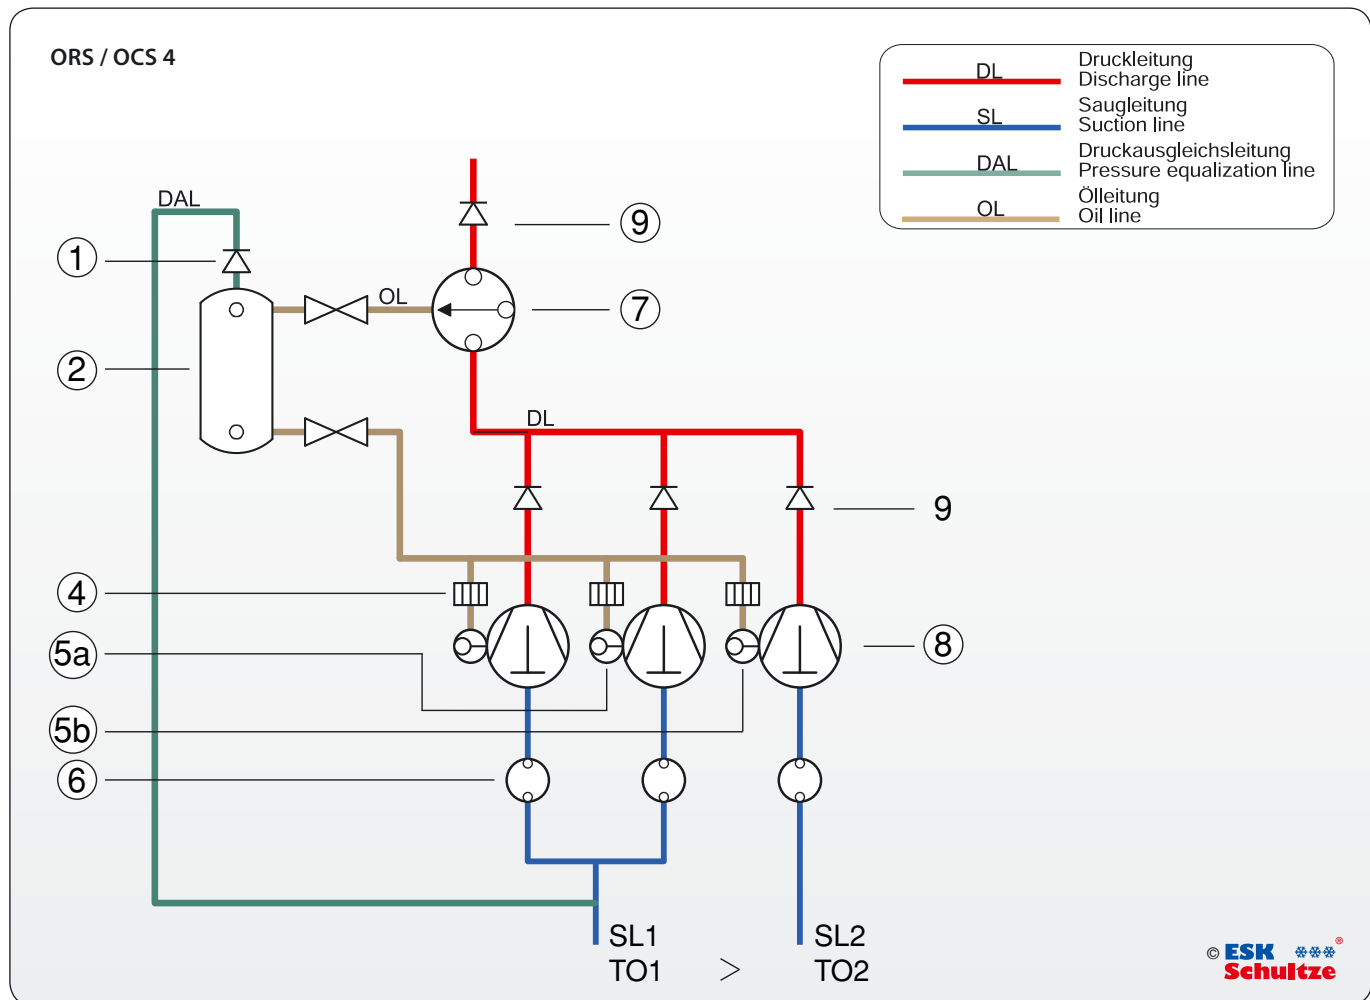 ORS / OCS 4
DL
Druckleitung
Discharge line
SL
Saugleitung
Suction line
DAL
Druckausgleichsleitung
Pressure equalization line
OL
Ölleitung
Oil line
DAL
1
9
OL
7
2
DL
9
4
5a
8
5b
6
SL1
SL2
TO1 > TO2
© ESK ®
Schultze